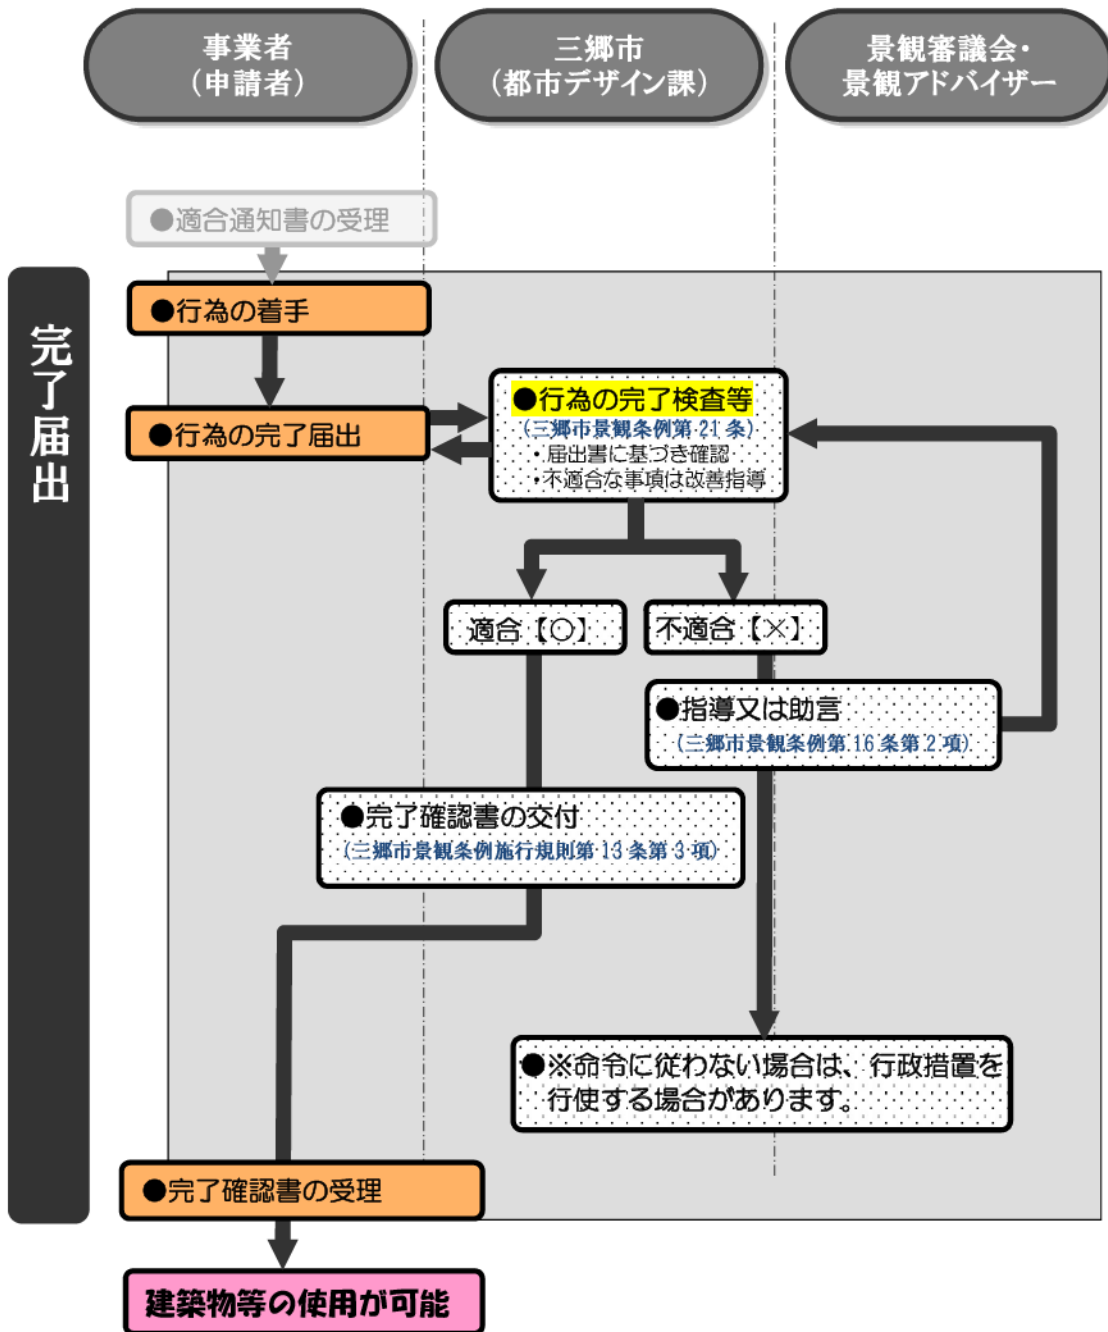 事業者
（申請者）
三郷市
（都市デザイン課）
景観審議会・
景観アドバイザー
完了届出
●適合通知書の受理
●行為の着手
●行為の完了届出
●行為の完了検査等
（三郷市景観条例第 21 条）
・届出書に基づき確認
・不適合な事項は改善指導
適合【○】
不適合【×】
●指導又は助言
（三郷市景観条例第 16 条第 2 項）
●完了確認書の交付
（三郷市景観条例施行規則第 13 条第 3 項）
●※命令に従わない場合は、行政措置を
行使する場合があります。
●完了確認書の受理
建築物等の使用が可能